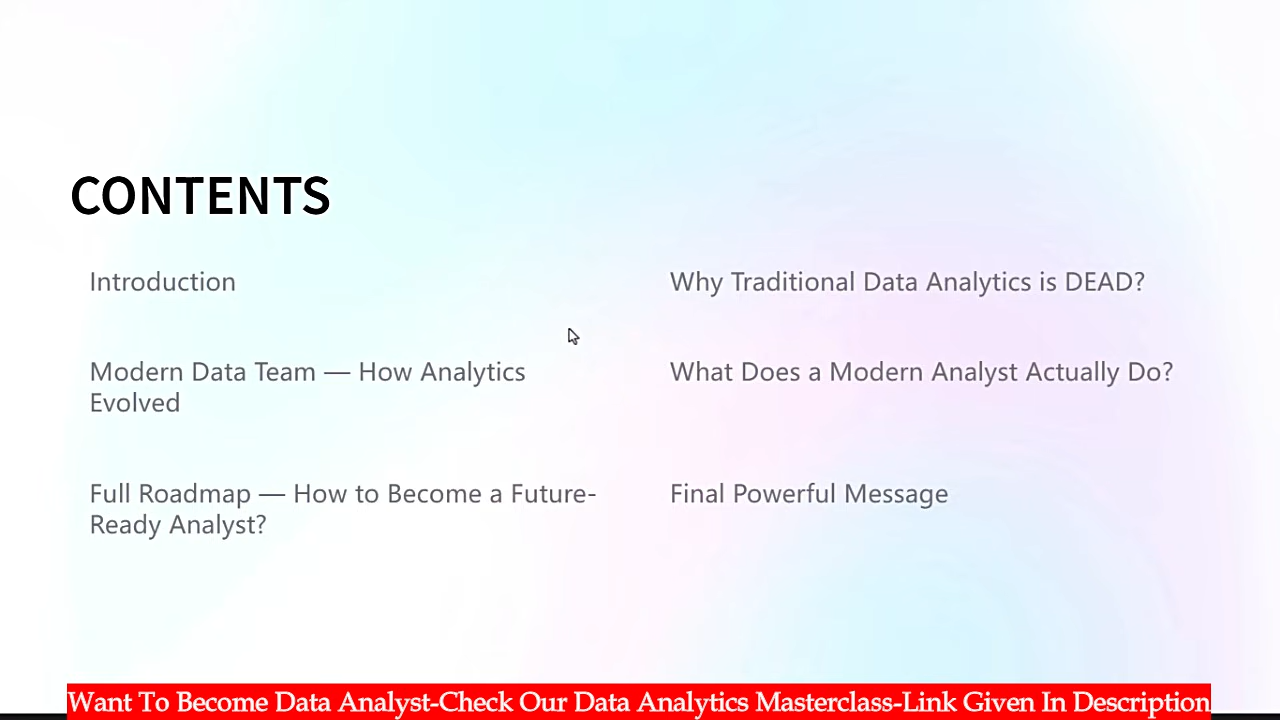 CONTENTS
Introduction
Why Traditional Data Analytics is DEAD?
Modern Data Team — How Analytics
Evolved
What Does a Modern Analyst Actually Do?
Full Roadmap — How to Become a Future-
Ready Analyst?
Final Powerful Message
Want To Become Data Analyst-Check Our Data Analytics Masterclass-Link Given In Description